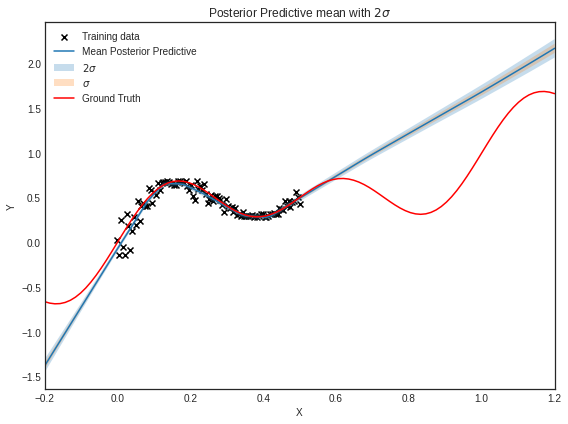 Posterior Predictive mean with 2σ
Training data
Mean Posterior Predictive
2σ
σ
Ground Truth
2.0
1.5
1.0
0.5
0.0
−0.5
−1.0
−1.5
Y
−0.2 0.0 0.2 0.4 0.6 0.8 1.0 1.2
X